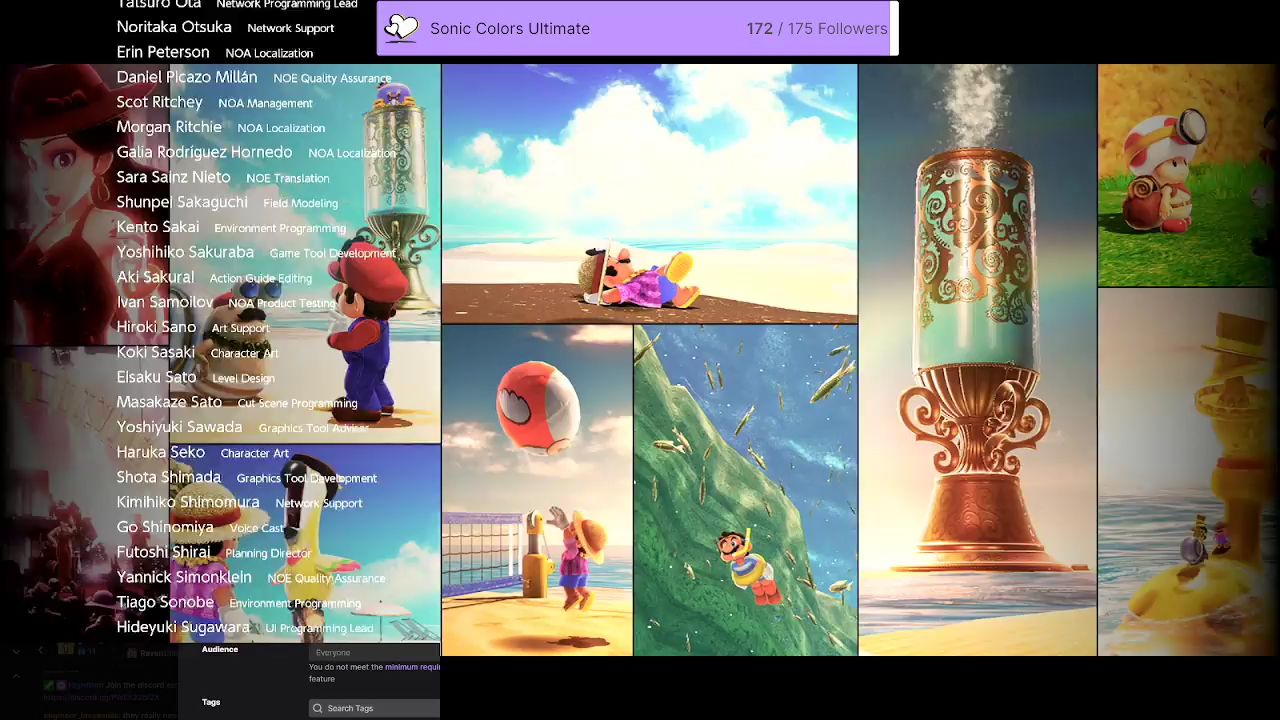 Tatsuro Ota Network Programming Lead
Noritaka Otsuka Network Support
Erin Peterson NOA Localization
Daniel Picazo Millán NOE Quality Assurance
Scot Ritchey NOA Management
Morgan Ritchie NOA Localization
Galia Rodríguez Hornedo NOA Localization
Sara Sainz Nieto NOE Translation
Shunpei Sakaguchi Field Modeling
Kento Sakai Environment Programming
Yoshihiko Sakuraba Game Tool Development
Aki Sakurai Action Guide Editing
Ivan Samoilov NOA Product Testing
Hiroki Sano Art Support
Koki Sasaki Character Art
Eisaku Sato Level Design
Masakaze Sato Cut Scene Programming
Yoshiyuki Sawada Graphics Tool Advisor
Haruka Seko Character Art
Shota Shimada Graphics Tool Development
Kimihiko Shimomura Network Support
Go Shinomiya Voice Cast
Futoshi Shirai Planning Director
Yannick Simonklein NOE Quality Assurance
Tiago Sonobe Environment Programming
Hideyuki Sugawara UI Programming Lead
Sonic Colors Ultimate 172 / 175 Followers
Audience Everyone
You do not meet the minimum requi
feature
Tags Search Tags
Join the discord